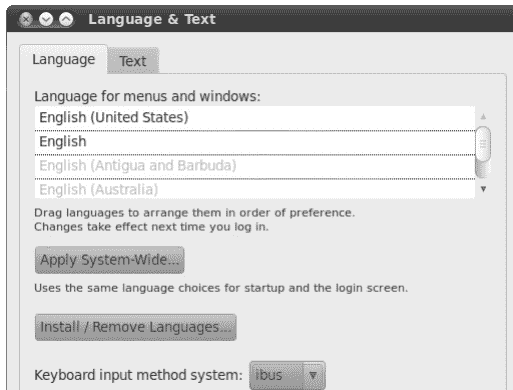 Language & Text
Language Text
Language for menus and windows:
English (United States)
English
English (Antigua and Barbuda)
English (Australia)
Drag languages to arrange them in order of preference.
Changes take effect next time you log in.
Apply System-Wide...
Uses the same language choices for startup and the login screen.
Install / Remove Languages...
Keyboard input method system: ibus